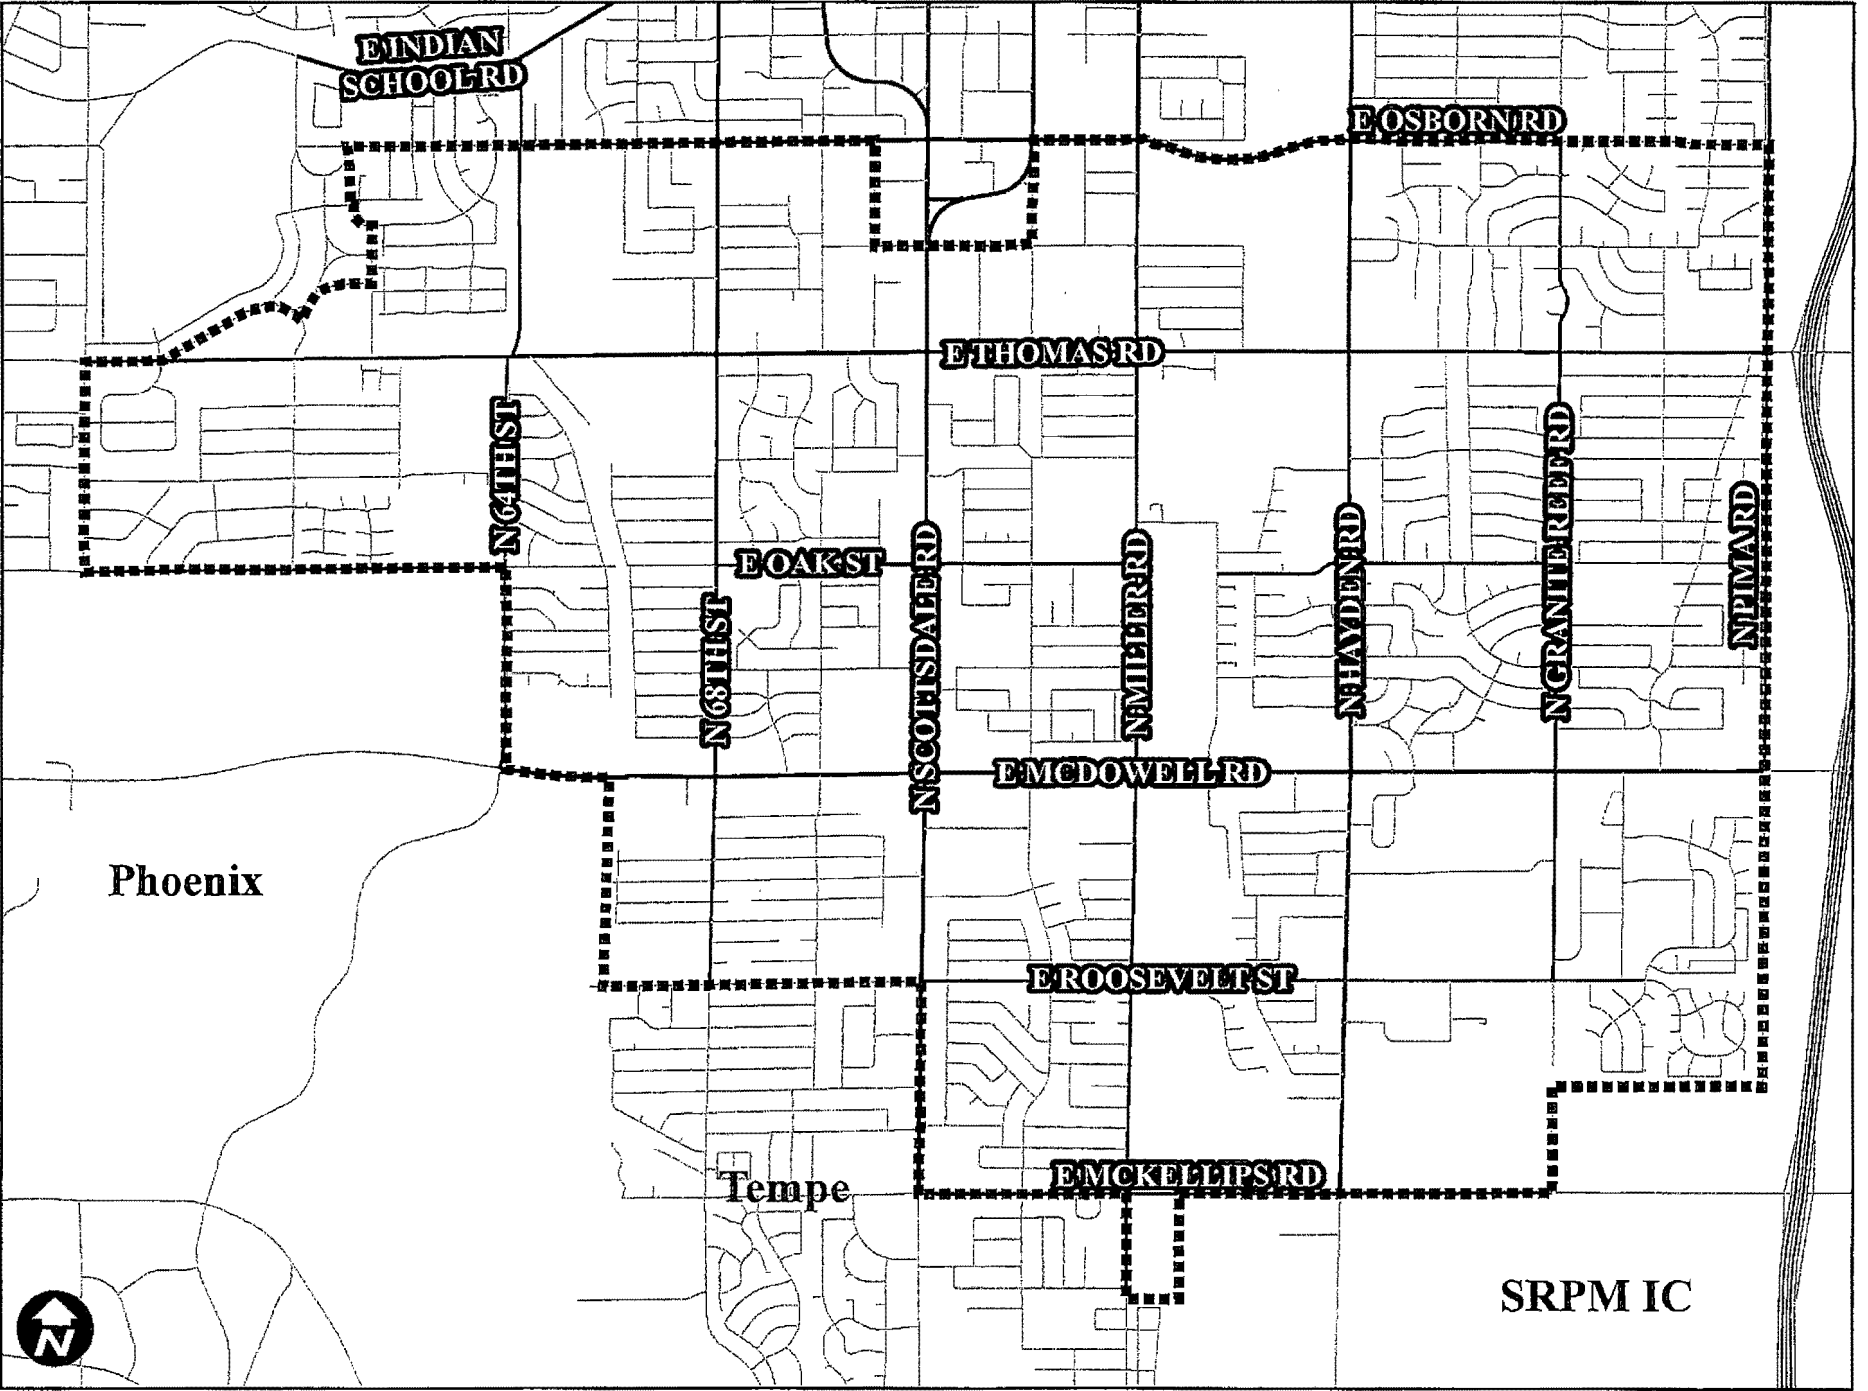 E INDIAN
SCHOOL RD
E OSBORN RD
E THOMAS RD
N 64TH ST
N GRANITE REEF RD
N PIMA RD
E OAK ST
N SCOTTSDALE RD
N MILLER RD
N HAYDEN RD
N 68TH ST
E MCDOWELL RD
Phoenix
E ROOSEVELT ST
E MCKELLIPS RD
Tempe
SRPM IC
N